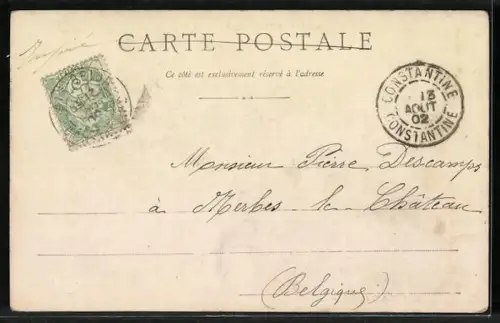 CARTE POSTALE
Ce côté est exclusivement réservé à l'adresse
CONSTANTINE
13
AOUT
02
CONSTANTINE
Monsieur Pierre Descamps
à Merbes le Château
(Belgique)